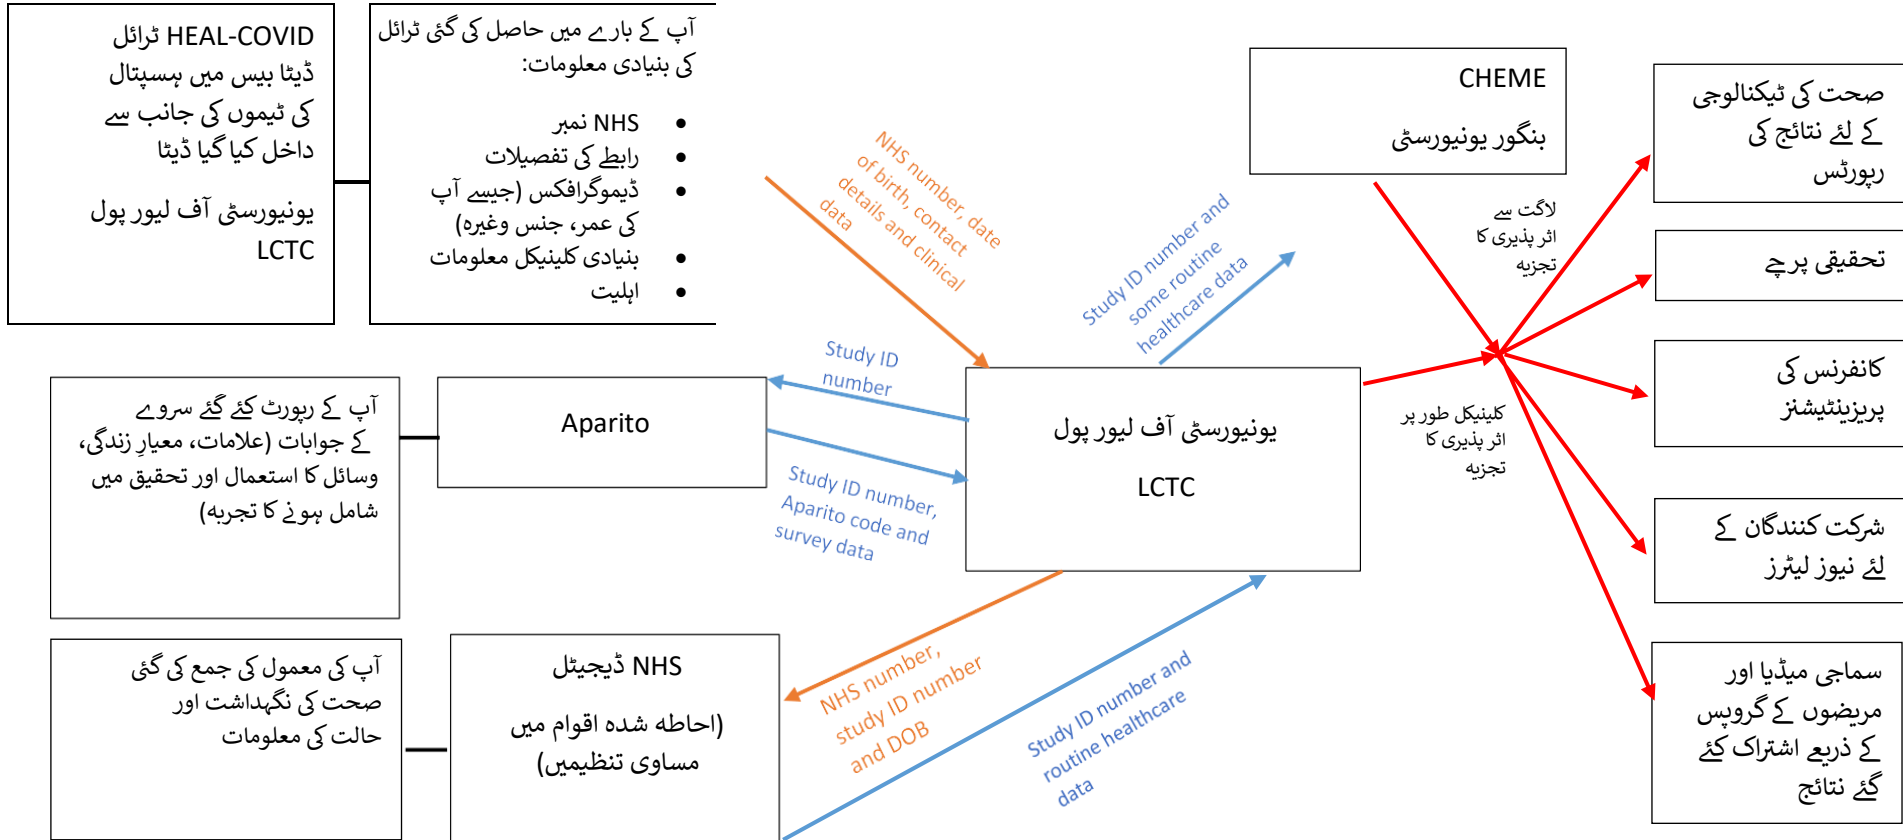 HEAL-COVID ٹرائل
ڈیٹا بیس میں ہسپتال
کی ٹیموں کی جانب سے
داخل کیا گیا ڈیٹا
یونیورسٹی آف لیور پول
LCTC
آپ کے بارے میں حاصل کی گئی ٹرائل
کی بنیادی معلومات:
• NHS نمبر
• رابطے کی تفصیلات
• ڈیموگرافکس (جیسے آپ
کی عمر، جنس وغیرہ)
• بنیادی کلینیکل معلومات
• اہلیت
NHS number, date
of birth, contact
details and clinical
data
Study ID number and
some routine
healthcare data
CHEME
بنگور یونیورسٹی
لاگت سے
اثر پذیری کا
تجزیہ
صحت کی ٹیکنالوجی
کے لئے نتائج کی
رپورٹس
تحقیقی پرچے
کانفرنس کی
پریزینٹیشنز
شرکت کنندگان کے
لئے نیوز لیٹرز
سماجی میڈیا اور
مریضوں کے گروپس
کے ذریعے اشتراک کئے
گئے نتائج
کلینیکل طور پر
اثر پذیری کا
تجزیہ
یونیورسٹی آف لیور پول
LCTC
Study ID
number
Aparito
آپ کے رپورٹ کئے گئے سروے
کے جوابات (علامات، معیارِ زندگی،
وسائل کا استعمال اور تحقیق میں
شامل ہونے کا تجربہ)
Study ID number,
Aparito code and
survey data
NHS ڈیجیٹل
(احاطہ شدہ اقوام میں
مساوی تنظیمیں)
آپ کی معمول کی جمع کی گئی
صحت کی نگہداشت اور
حالت کی معلومات
NHS number,
study ID number
and DOB
Study ID number and
routine healthcare
data